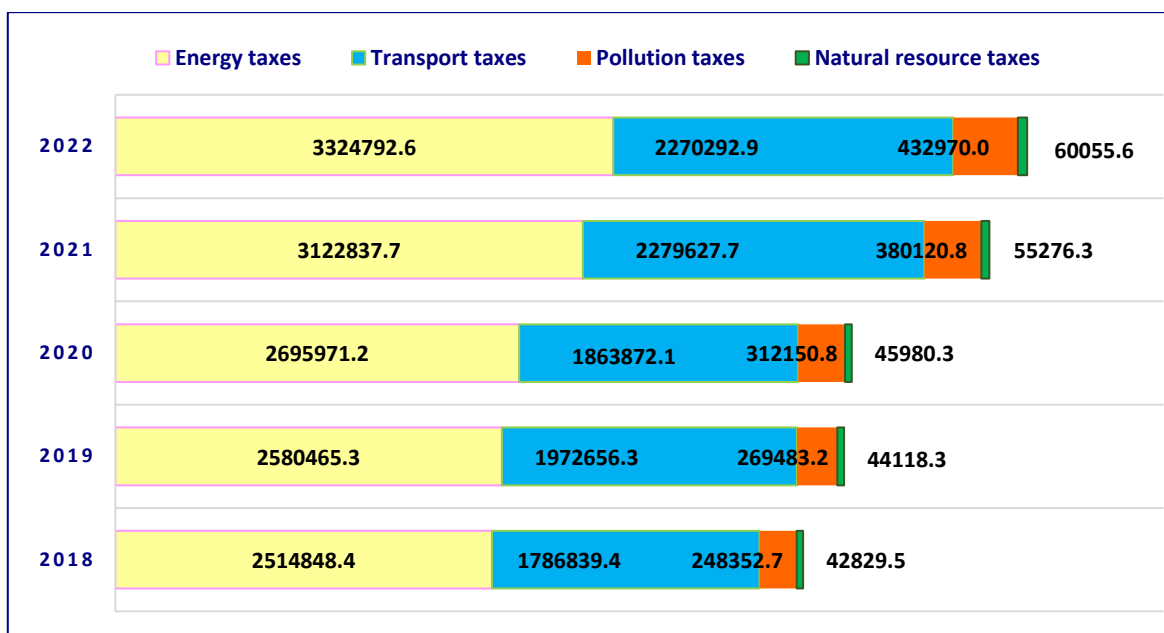 Energy taxes Transport taxes Pollution taxes Natural resource taxes
2022 3324792.6 2270292.9 432970.0 60055.6
2021 3122837.7 2279627.7 380120.8 55276.3
2020 2695971.2 1863872.1 312150.8 45980.3
2019 2580465.3 1972656.3 269483.2 44118.3
2018 2514848.4 1786839.4 248352.7 42829.5